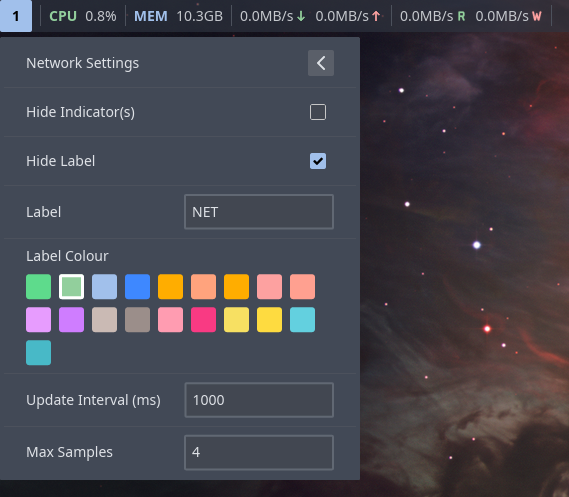 1 CPU 0.8% MEM 10.3GB 0.0MB/s↓ 0.0MB/s↑ 0.0MB/s R 0.0MB/s W
Network Settings
Hide Indicator(s)
Hide Label
Label NET
Label Colour
Update Interval (ms) 1000
Max Samples 4